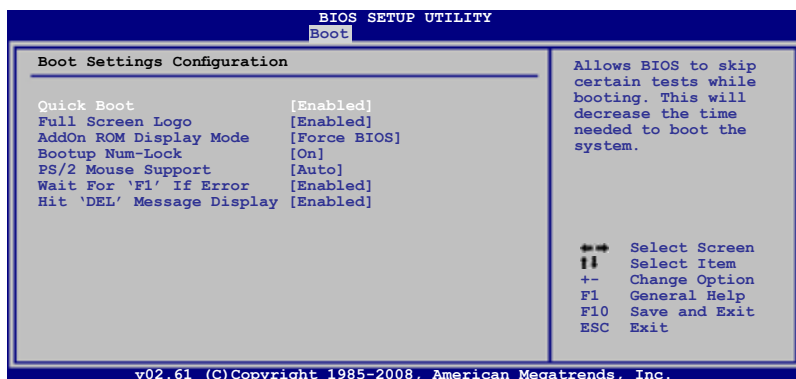 BIOS SETUP UTILITY
Boot
Boot Settings Configuration
Quick Boot [Enabled]
Full Screen Logo [Enabled]
AddOn ROM Display Mode [Force BIOS]
Bootup Num-Lock [On]
PS/2 Mouse Support [Auto]
Wait For ‘F1’ If Error [Enabled]
Hit ‘DEL’ Message Display [Enabled]
Allows BIOS to skip
certain tests while
booting. This will
decrease the time
needed to boot the
system.
←→ Select Screen
↑↓ Select Item
+- Change Option
F1 General Help
F10 Save and Exit
ESC Exit
v02.61 (C)Copyright 1985-2008, American Megatrends, Inc.